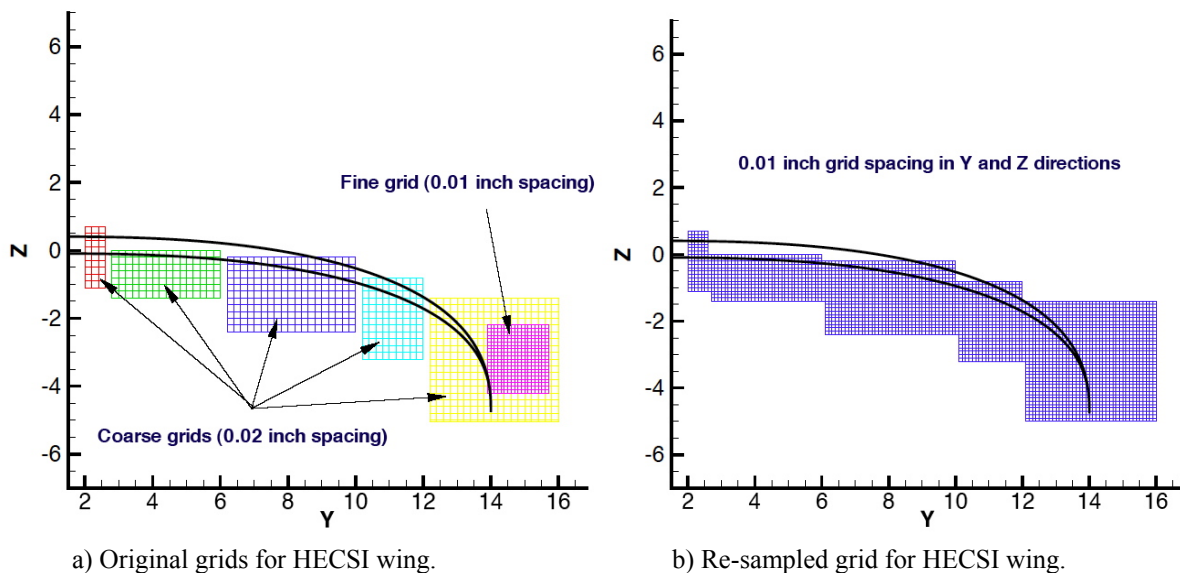 6
4
2
0
-2
-4
-6
Z
Fine grid (0.01 inch spacing)
Coarse grids (0.02 inch spacing)
2 4 6 8 10 12 14 16
Y
a) Original grids for HECSI wing.
6
4
2
0
-2
-4
-6
Z
0.01 inch grid spacing in Y and Z directions
2 4 6 8 10 12 14 16
Y
b) Re-sampled grid for HECSI wing.